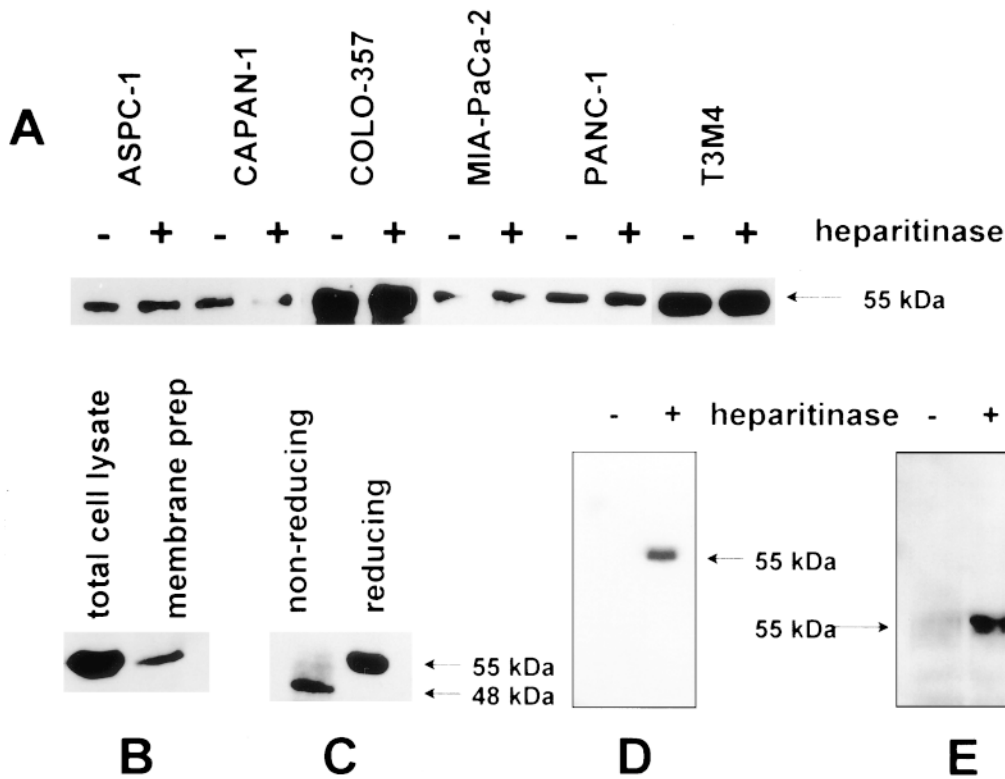 A
ASPC-1
CAPAN-1
COLO-357
MIA-PaCa-2
PANC-1
T3M4
- + - + - + - + - + - + heparitinase
55 kDa
total cell lysate
membrane prep
non-reducing
reducing
55 kDa
48 kDa
- + heparitinase - +
55 kDa
55 kDa
B
C
D
E